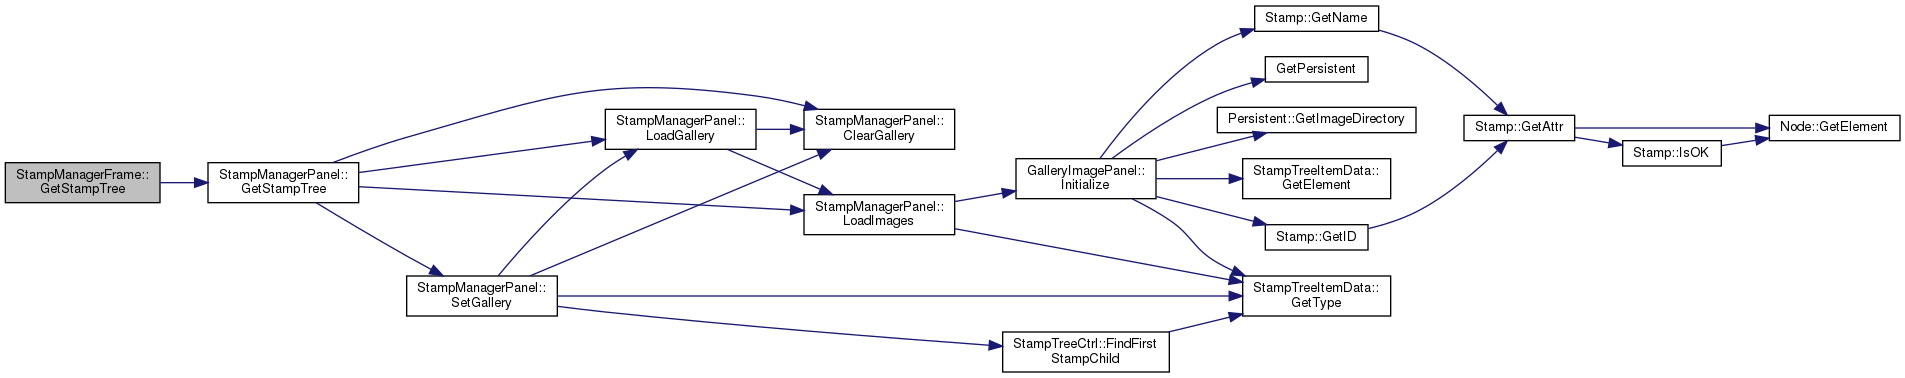 StampManagerFrame::
GetStampTree
StampManagerPanel::
GetStampTree
StampManagerPanel::
LoadGallery
StampManagerPanel::
ClearGallery
StampManagerPanel::
LoadImages
StampManagerPanel::
SetGallery
StampTreeCtrl::FindFirst
StampChild
GalleryImagePanel::
Initialize
Stamp::GetName
GetPersistent
Persistent::GetImageDirectory
StampTreeItemData::
GetElement
Stamp::GetID
StampTreeItemData::
GetType
Stamp::GetAttr
Stamp::IsOK
Node::GetElement